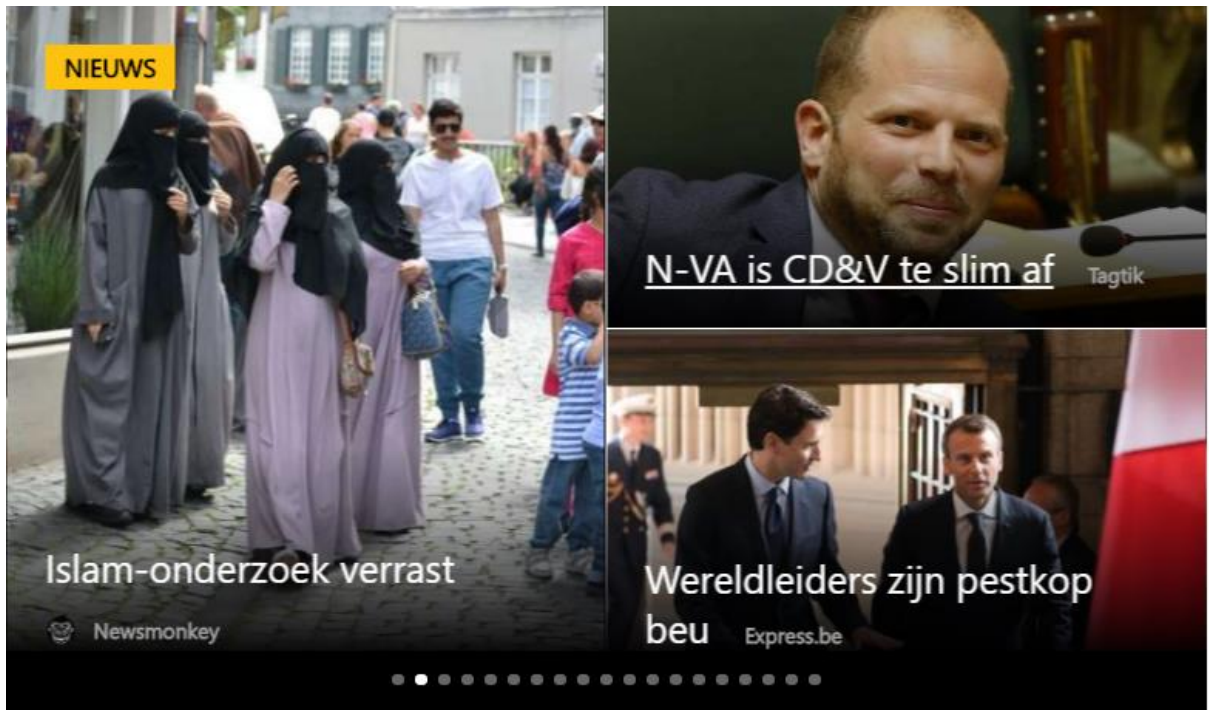 NIEUWS
Islam-onderzoek verrast
Newsmonkey
N-VA is CD&V te slim af Tagtik
Wereldleiders zijn pestkop
beu Express.be